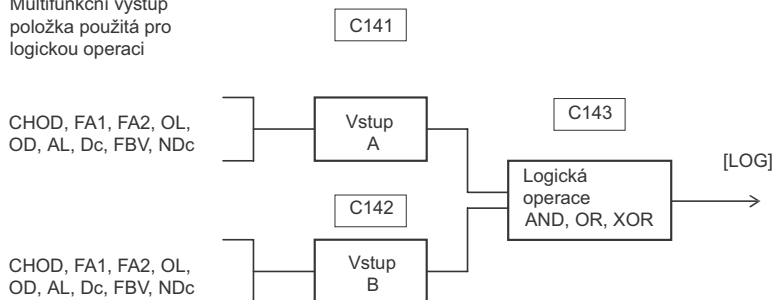 Multifunkční výstup
položka použitá pro
logickou operaci
C141
CHOD, FA1, FA2, OL,
OD, AL, Dc, FBV, NDc
Vstup
A
C143
[LOG]
Logická
operace
AND, OR, XOR
C142
CHOD, FA1, FA2, OL,
OD, AL, Dc, FBV, NDc
Vstup
B